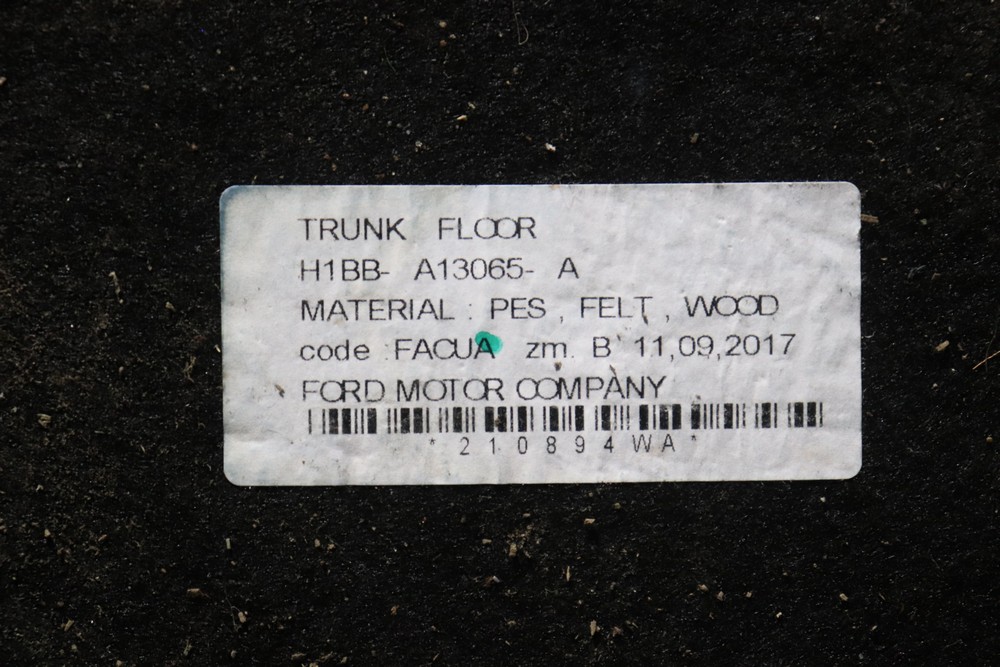 TRUNK FLOOR
H1BB- A13065- A
MATERIAL : PES , FELT , WOOD
code : FACUA zm. B' 11,09,2017
FORD MOTOR COMPANY
*210894WA*